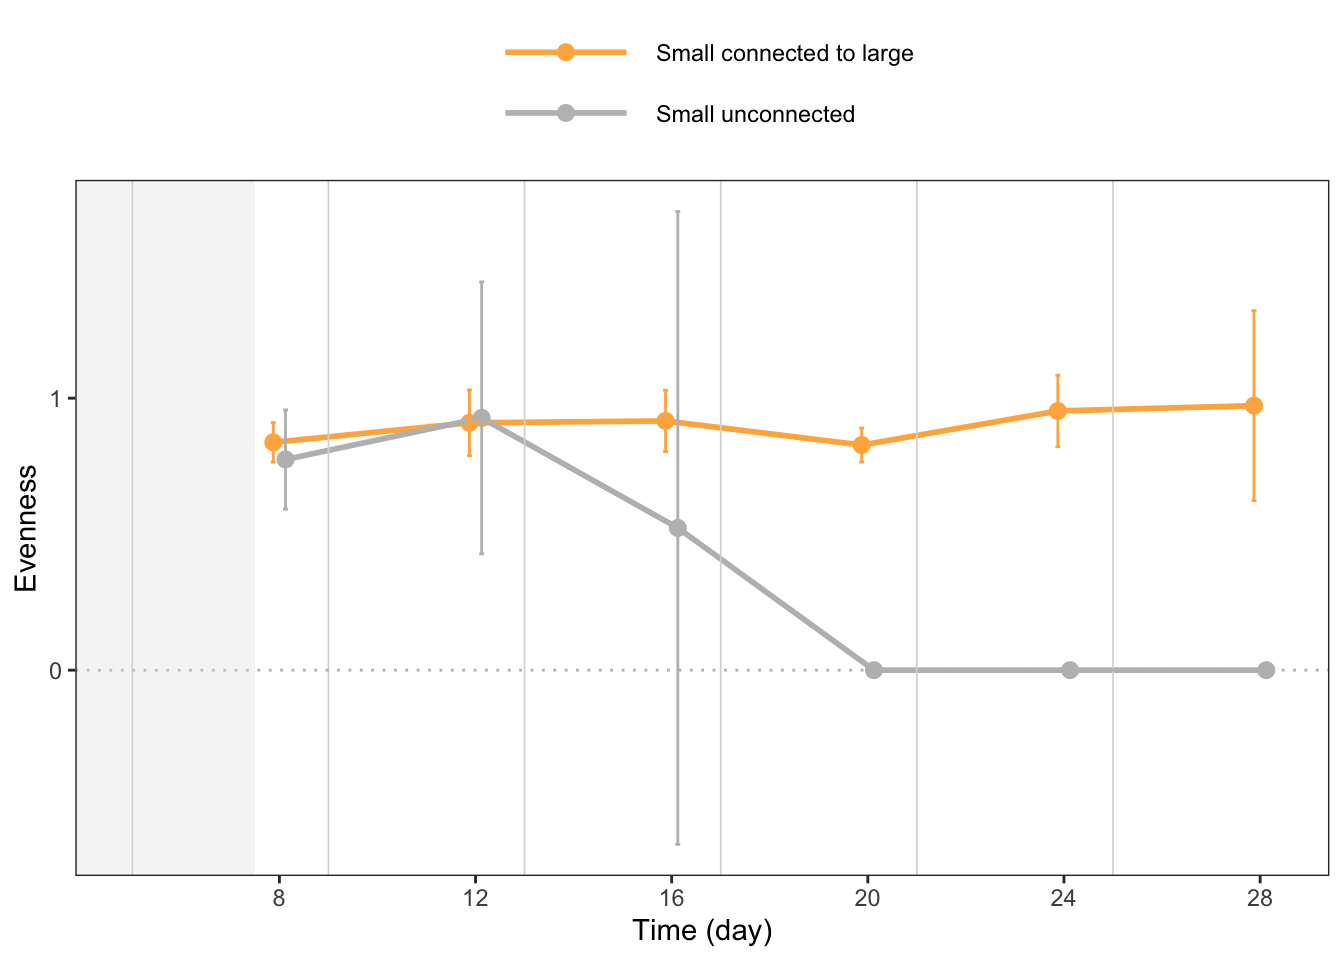 Small connected to large
Small unconnected
Evenness
1
0
8 12 16 20 24 28
Time (day)